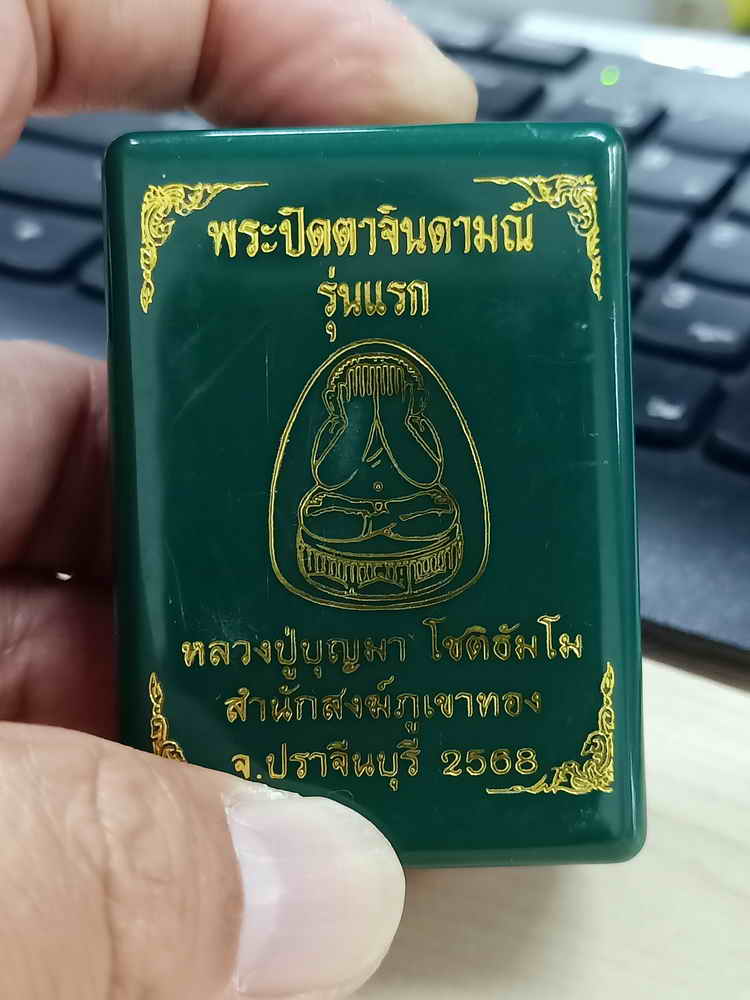 พระปิดตาจินดามณี
รุ่นแรก
หลวงปู่บุญมา โชติธัมโม
สำนักสงฆ์ภูเขาทอง
จ.ปราจีนบุรี 2568